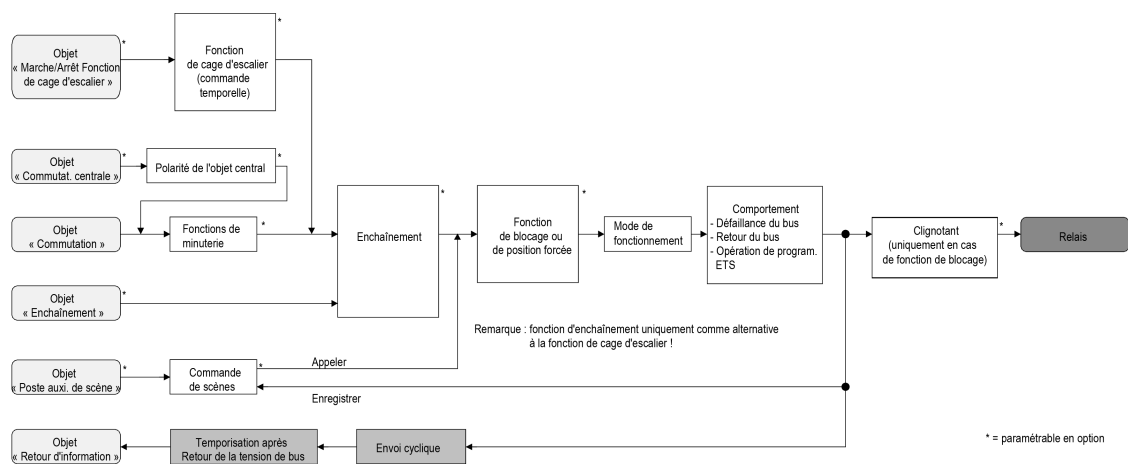 *
*
Objet
« Marche/Arrêt Fonction
de cage d'escalier »
Fonction
de cage d'escalier
(commande
temporelle)
*
*
Objet
« Commutat. centrale »
Polarité de l'objet central
*
*
Objet
« Commutation »
Fonctions de
minuterie
*
Enchaînement
*
Fonction
de blocage ou
de position forcée
Mode de
fonctionnement
Comportement
- Défaillance du bus
- Retour du bus
- Opération de program.
ETS
*
Clignotant
(uniquement en cas
de fonction de blocage)
Relais
*
Objet
« Enchaînement »
Remarque : fonction d'enchaînement uniquement comme alternative
à la fonction de cage d'escalier !
*
*
Objet
« Poste auxi. de scène »
Commande
de scènes
Appeler
Enregistrer
Objet
« Retour d'information »
Temporisation après
Retour de la tension de bus
Envoi cyclique
* = paramétrable en option